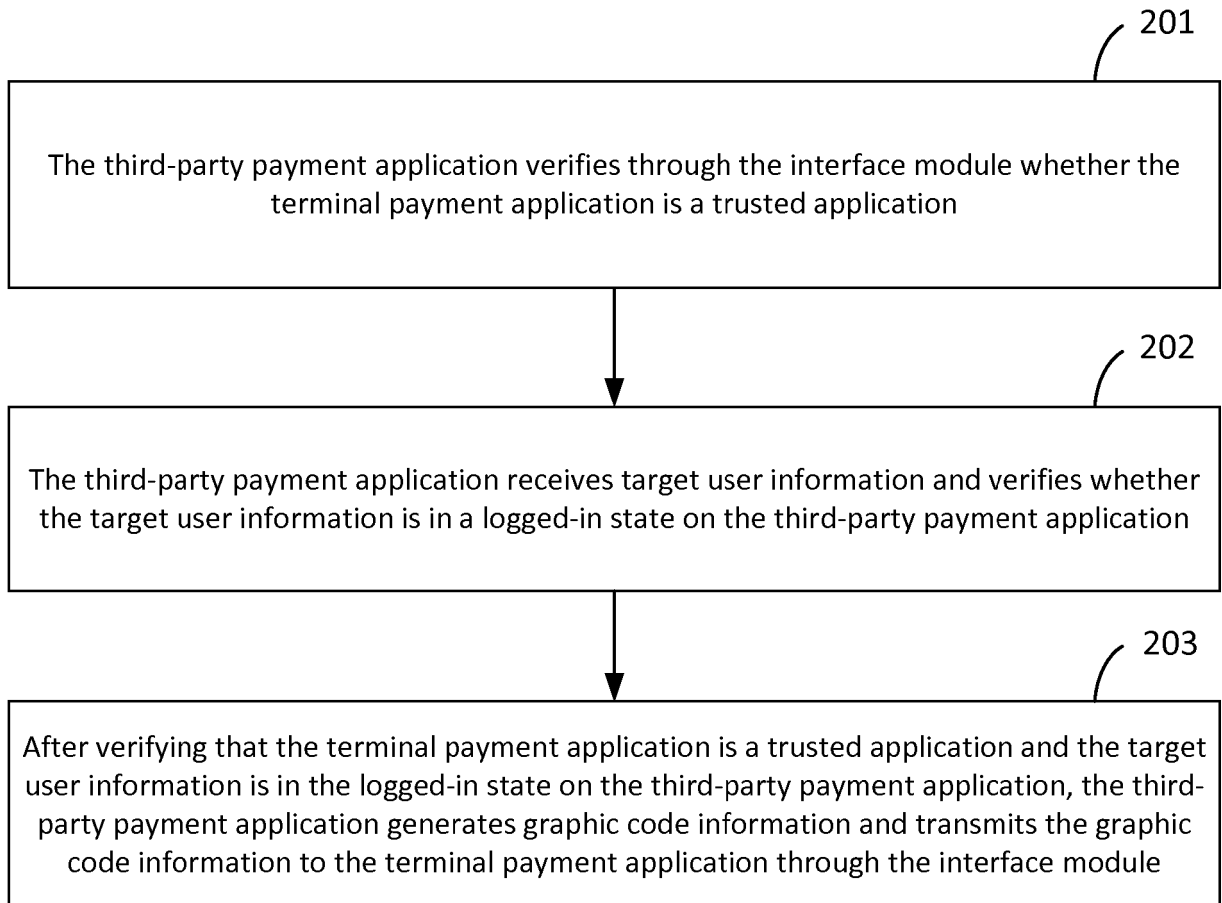 201
The third-party payment application verifies through the interface module whether the
terminal payment application is a trusted application
202
The third-party payment application receives target user information and verifies whether
the target user information is in a logged-in state on the third-party payment application
203
After verifying that the terminal payment application is a trusted application and the target
user information is in the logged-in state on the third-party payment application, the third-
party payment application generates graphic code information and transmits the graphic
code information to the terminal payment application through the interface module